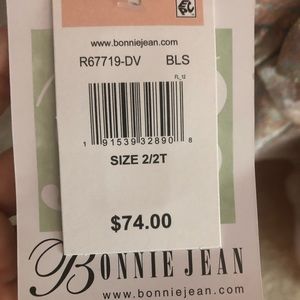 www.bonniejean.com
R67719-DV BLS
FL_12
1 91539 32890 8
SIZE 2/2T
$74.00
BONNIE JEAN
www.bonniejean.com